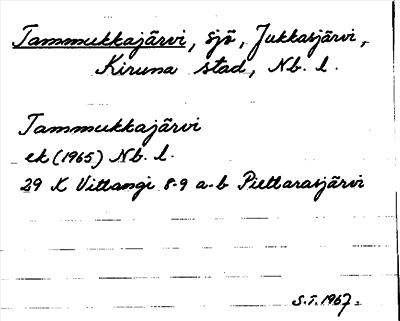 Tammukkajärvi, sjö, Jukkasjärvi,
Kiruna stad, Nb. l.
Tammukkajärvi
ek (1965) Nb. l.
29 K Vittangi 8-9 a-b Piettarasjärvi
S.T. 1967.